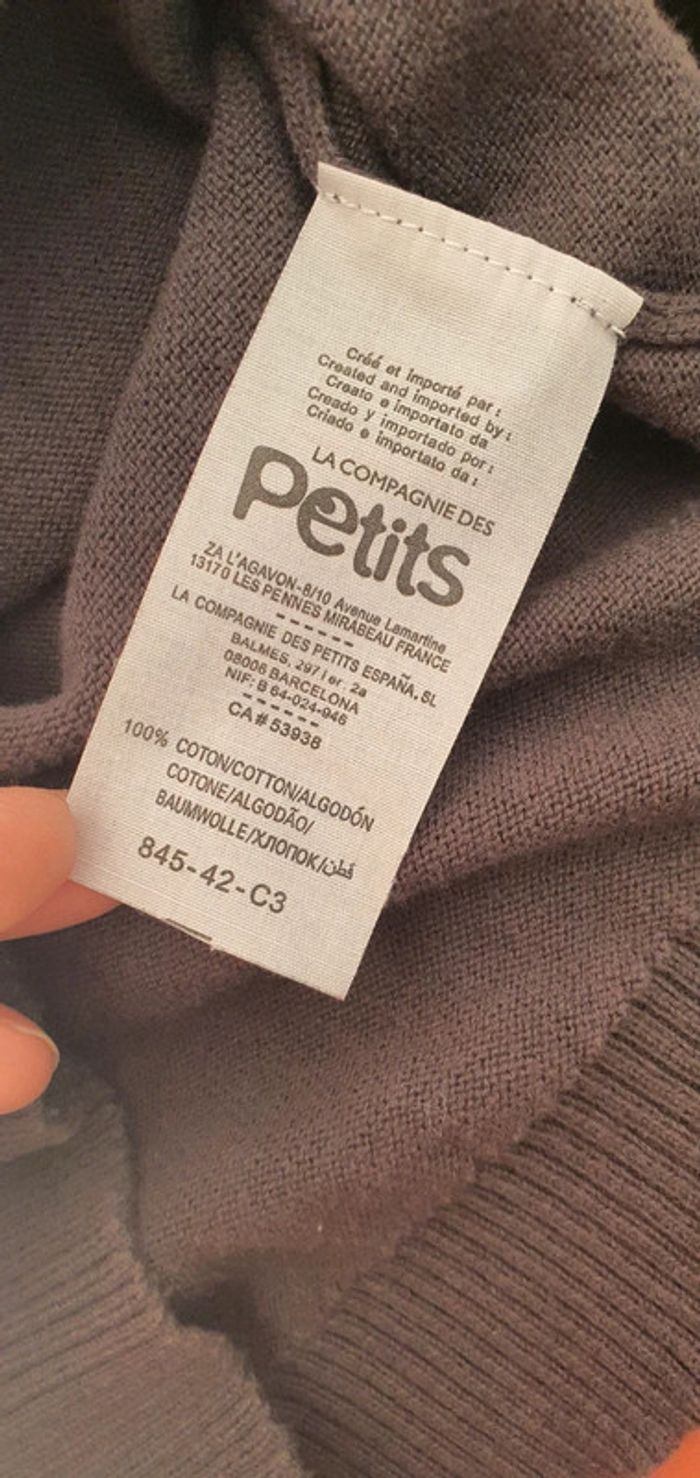 Créé et importé par :
Created and imported by :
Creato e importato da
Creado y importado por :
Criado e importato da :
LA COMPAGNIE DES
Petits
ZA L'AGAVON-8/10 Avenue Lamartine
13170 LES PENNES MIRABEAU FRANCE
------
LA COMPAGNIE DES PETITS ESPAÑA, SL
BALMES, 297 1 er 2a
08006 BARCELONA
NIF: B 64-024-946
------
CA # 53938
100% COTON/COTTON/ALGODÓN
COTONE/ALGODÃO/
BAUMWOLLE/ХЛОПОК/قطن
845-42-C3